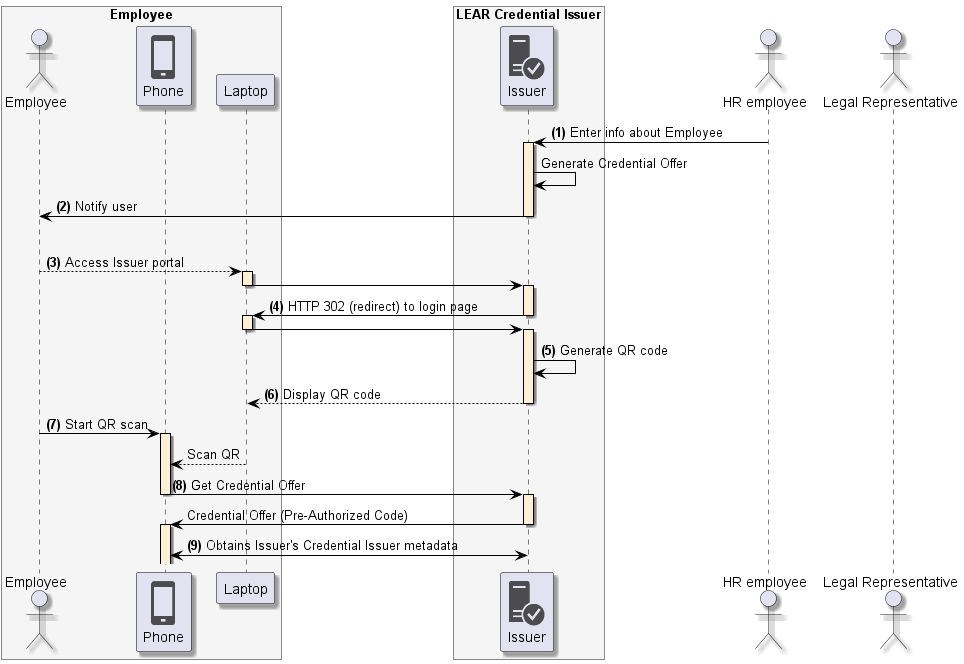 Employee
LEAR Credential Issuer
Employee
Phone
Laptop
Issuer
HR employee
Legal Representative
(1) Enter info about Employee
Generate Credential Offer
(2) Notify user
(3) Access Issuer portal
(4) HTTP 302 (redirect) to login page
(5) Generate QR code
(6) Display QR code
(7) Start QR scan
Scan QR
(8) Get Credential Offer
Credential Offer (Pre-Authorized Code)
(9) Obtains Issuer's Credential Issuer metadata
Employee
Phone
Laptop
Issuer
HR employee
Legal Representative